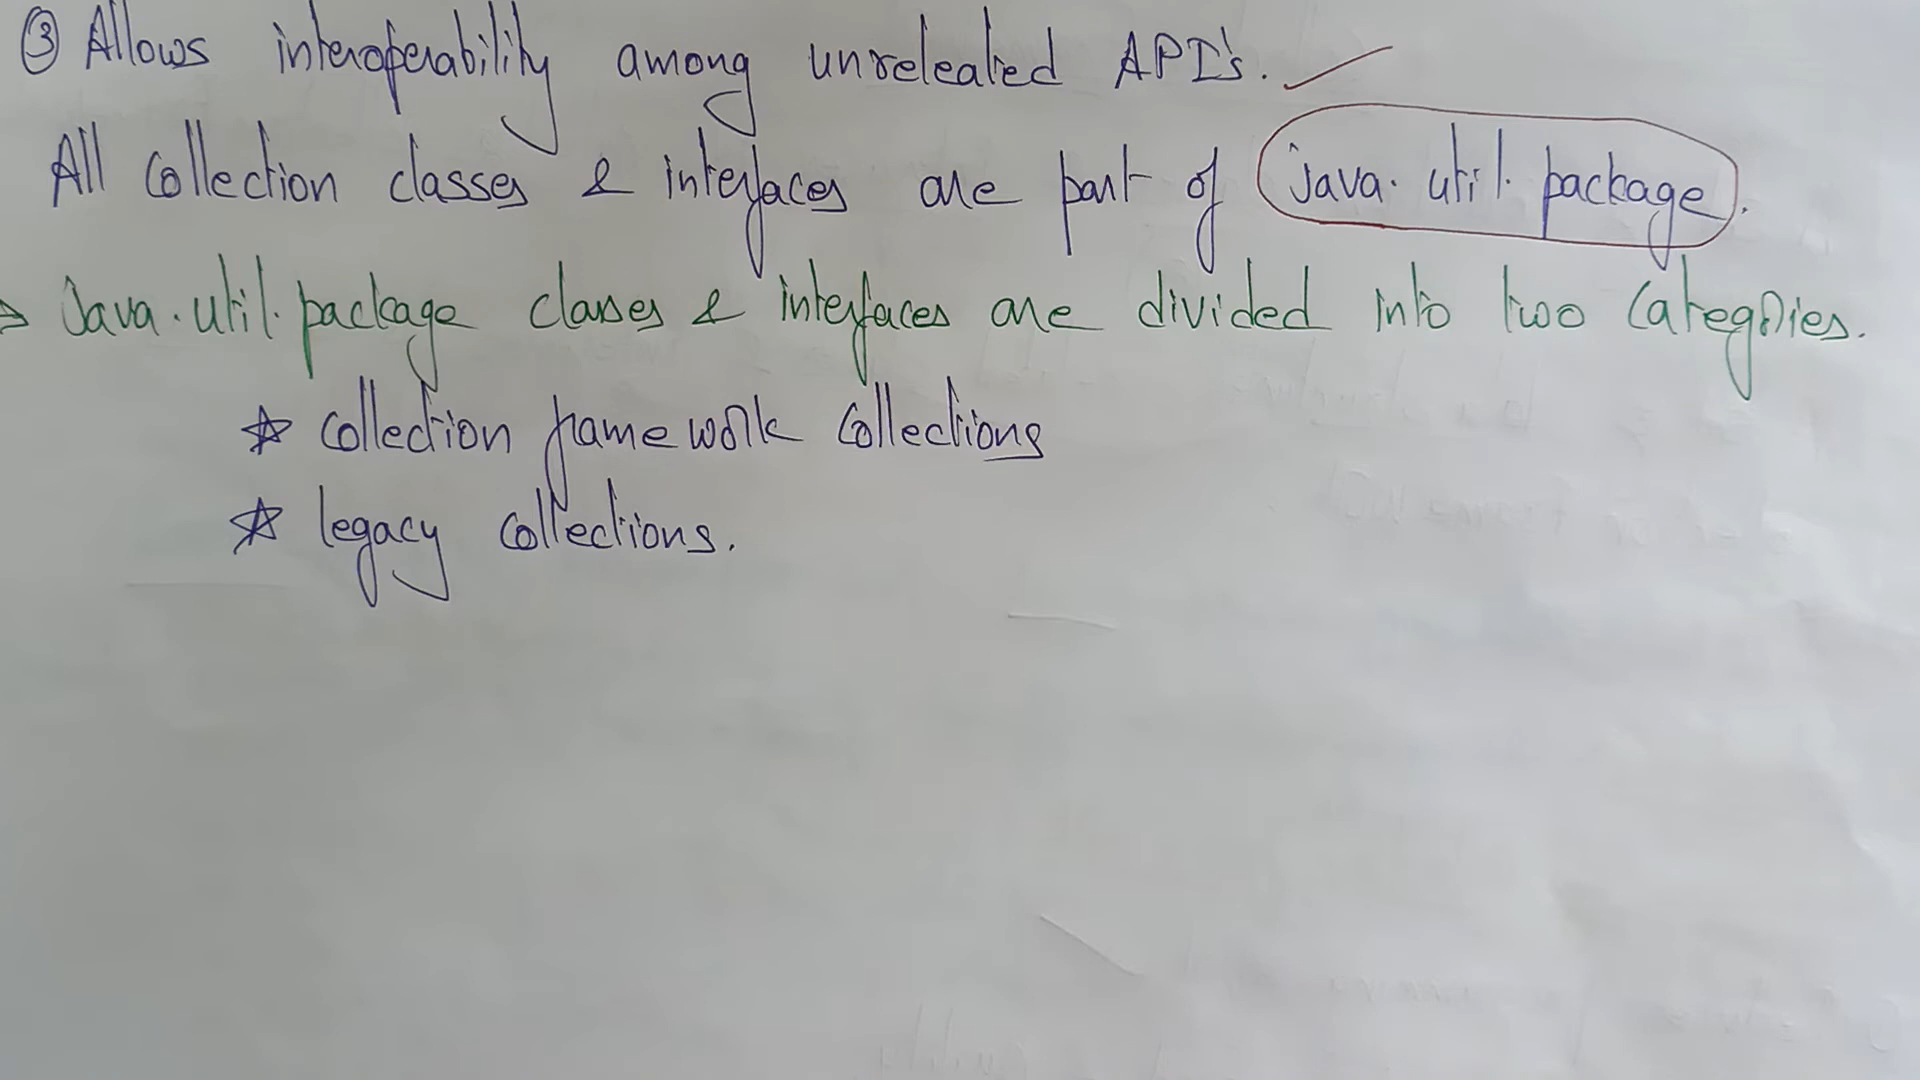 ③ Allows interoperability among unreleated API's.
All Collection classes & interfaces are part of java.util.package.
→ Java.util.package classes & interfaces are divided into two Categories.
☆ Collection framework Collections
☆ legacy Collections.